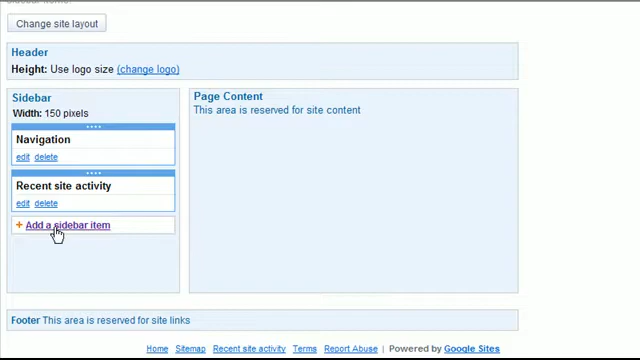 Change site layout
Header
Height: Use logo size (change logo)
Sidebar
Width: 150 pixels
Navigation
edit delete
Recent site activity
edit delete
+ Add a sidebar item
Page Content
This area is reserved for site content
Footer This area is reserved for site links
Home Sitemap Recent site activity Terms Report Abuse | Powered by Google Sites